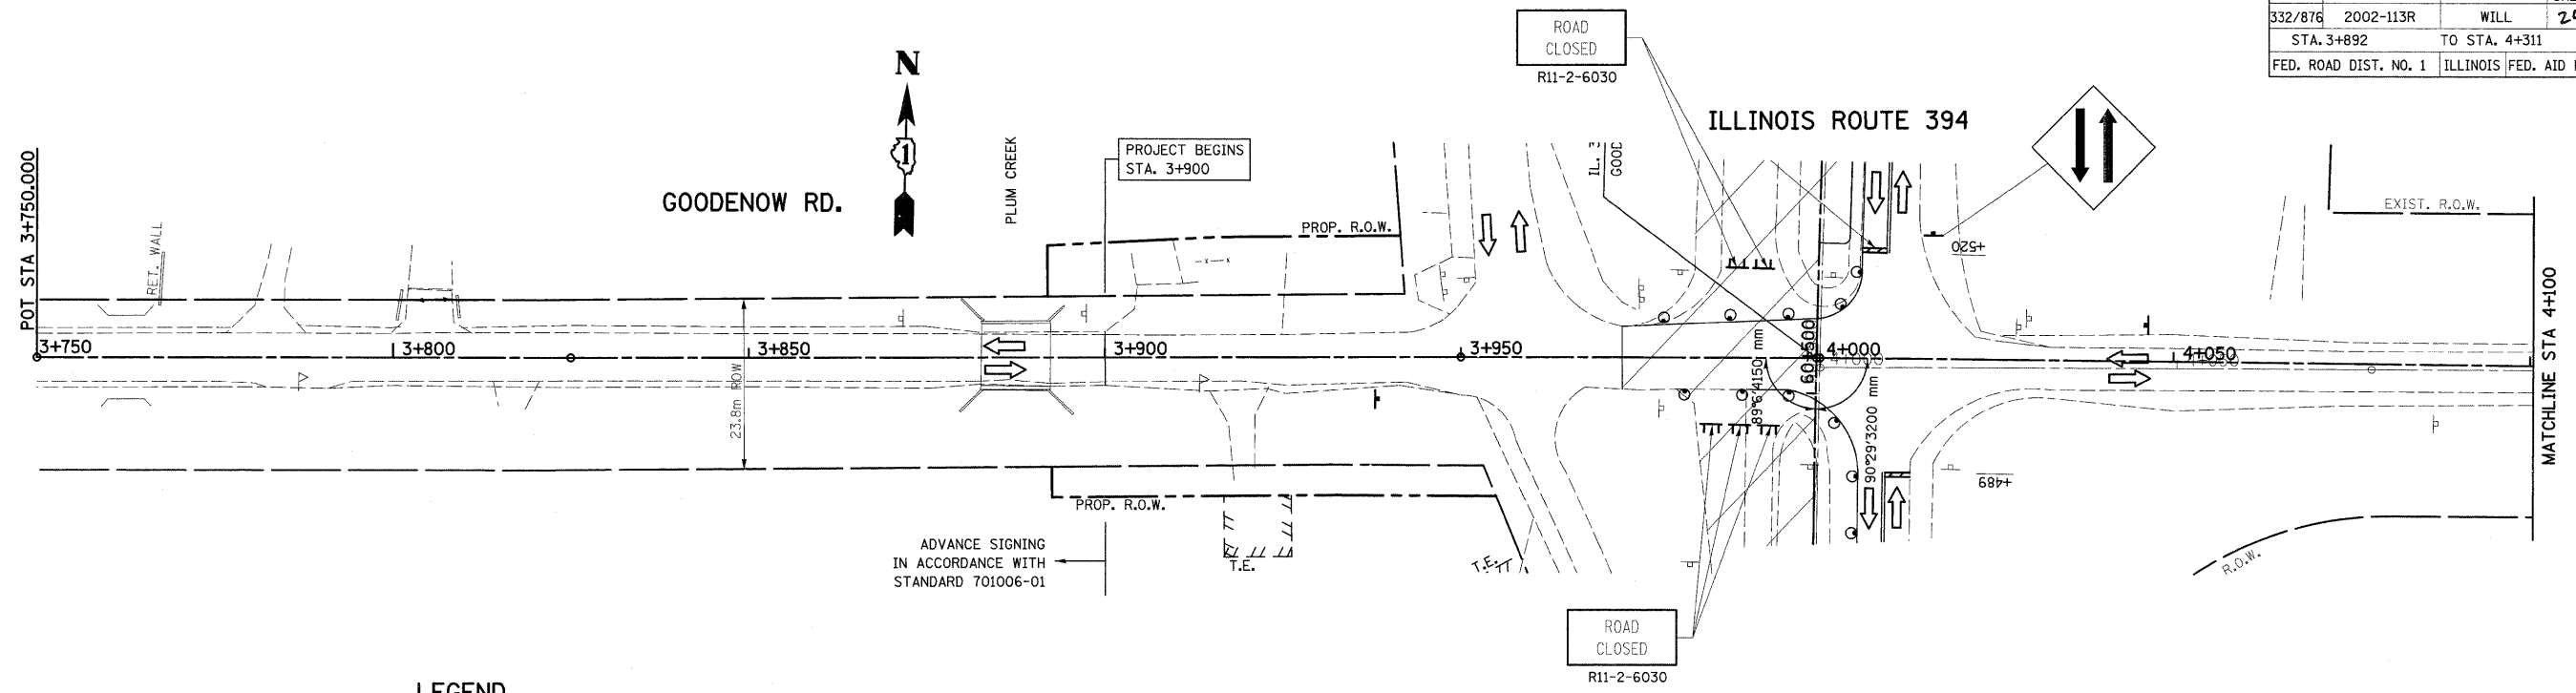 332/876 2002-113R WILL
STA. 3+892 TO STA. 4+311
FED. ROAD DIST. NO. 1 ILLINOIS FED. AID
ROAD
CLOSED
R11-2-6030
ILLINOIS ROUTE 394
N
1
PLUM CREEK
PROJECT BEGINS
STA. 3+900
GOODENOW RD.
POT STA 3+750.000
RET. WALL
PROP. R.O.W.
EXIST. R.O.W.
+520
3+750
3+800
3+850
3+900
3+950
4+000
4+050
60+500
23.8m ROW
89°6'4150 mm
90°29'3200 mm
+489
MATCHLINE STA 4+100
PROP. R.O.W.
ADVANCE SIGNING
IN ACCORDANCE WITH
STANDARD 701006-01
T.E.
T.E.
R.O.W.
ROAD
CLOSED
R11-2-6030
LEGEND